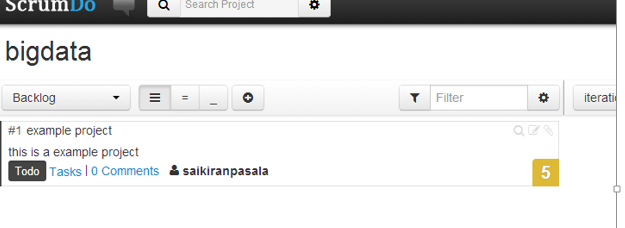 ScrumDo
Search Project
bigdata
Backlog
Filter
iteratio
#1 example project
this is a example project
Todo Tasks | 0 Comments saikiranpasala
5